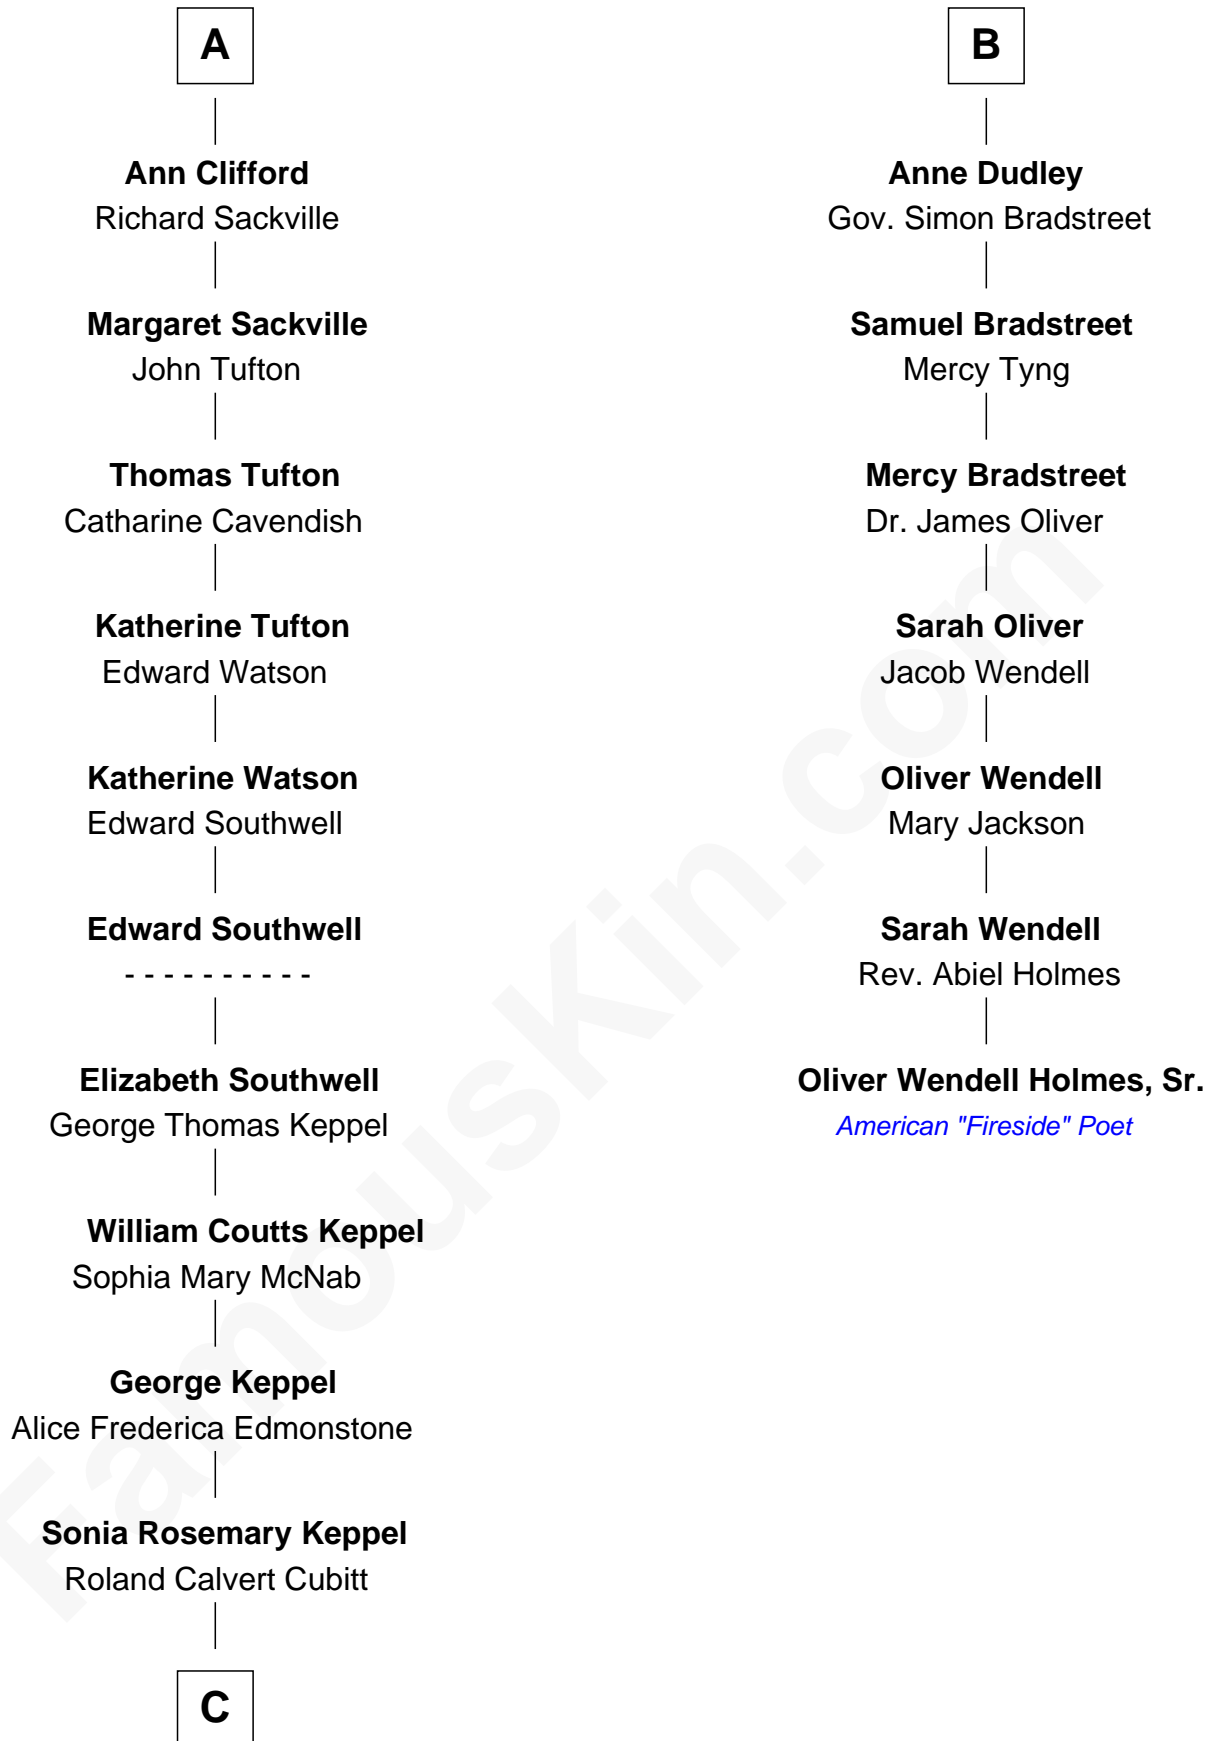 A
Ann Clifford
Richard Sackville
Margaret Sackville
John Tufton
Thomas Tufton
Catharine Cavendish
Katherine Tufton
Edward Watson
Katherine Watson
Edward Southwell
Edward Southwell
- - - - - - - - - -
Elizabeth Southwell
George Thomas Keppel
William Coutts Keppel
Sophia Mary McNab
George Keppel
Alice Frederica Edmonstone
Sonia Rosemary Keppel
Roland Calvert Cubitt
C
B
Anne Dudley
Gov. Simon Bradstreet
Samuel Bradstreet
Mercy Tyng
Mercy Bradstreet
Dr. James Oliver
Sarah Oliver
Jacob Wendell
Oliver Wendell
Mary Jackson
Sarah Wendell
Rev. Abiel Holmes
Oliver Wendell Holmes, Sr.
American "Fireside" Poet
FamousKin.com